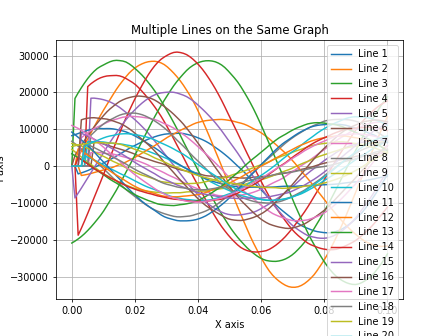 Multiple Lines on the Same Graph
30000
20000
10000
0
−10000
−20000
−30000
0.00
0.02
0.04
0.06
0.08
X axis
Line 1
Line 2
Line 3
Line 4
Line 5
Line 6
Line 7
Line 8
Line 9
Line 10
Line 11
Line 12
Line 13
Line 14
Line 15
Line 16
Line 17
Line 18
Line 19
Line 20